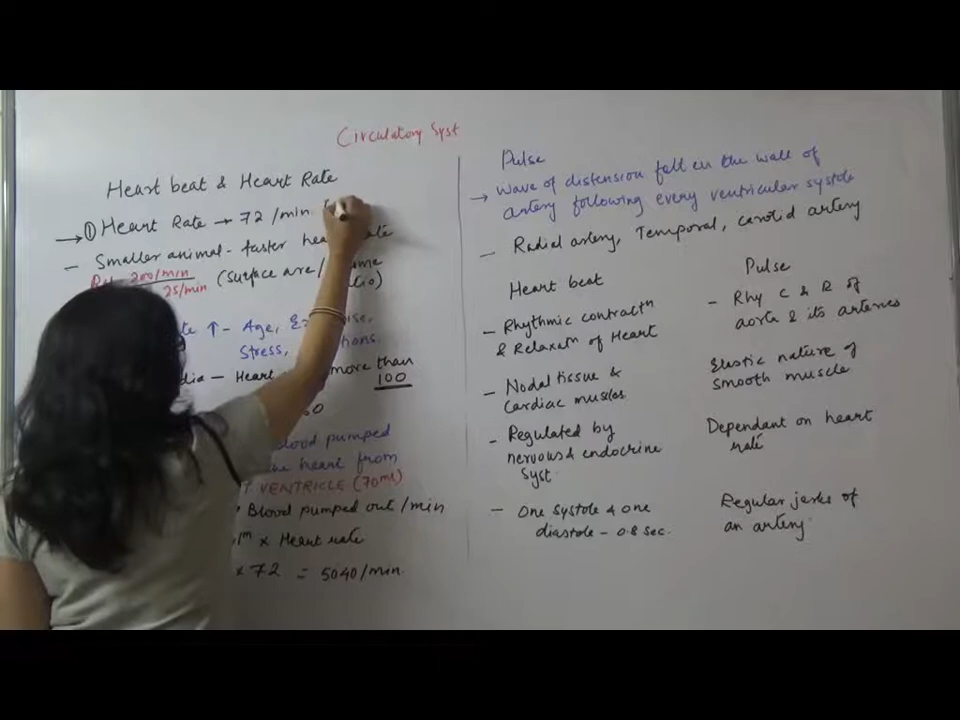 Circulatory Syst
Heart beat & Heart Rate
→ ① Heart Rate → 72 /min
- Smaller animal - faster
200/min
25/min (Surface are/
Age,
Stress,
Heart more than
100
Blood pumped
heart from
VENTRICLE (70ml)
Blood pumped out /min
x Heart rate
x 72 = 5040/min.
Pulse
→ Wave of distension felt in the wall of
artery following every ventricular systole
- Radial artery, Temporal, carotid artery
Heart beat
- Rhythmic contractn
& Relaxatn of Heart
- Nodal tissue &
Cardiac muscles
- Regulated by
nervous & endocrine
Syst.
- One Systole & one
diastole - 0.8 Sec.
Pulse
- Rhy C & R of
aorta & its arteries
Elastic nature of
smooth muscle
Dependant on heart
rate
Regular jerks of
an artery